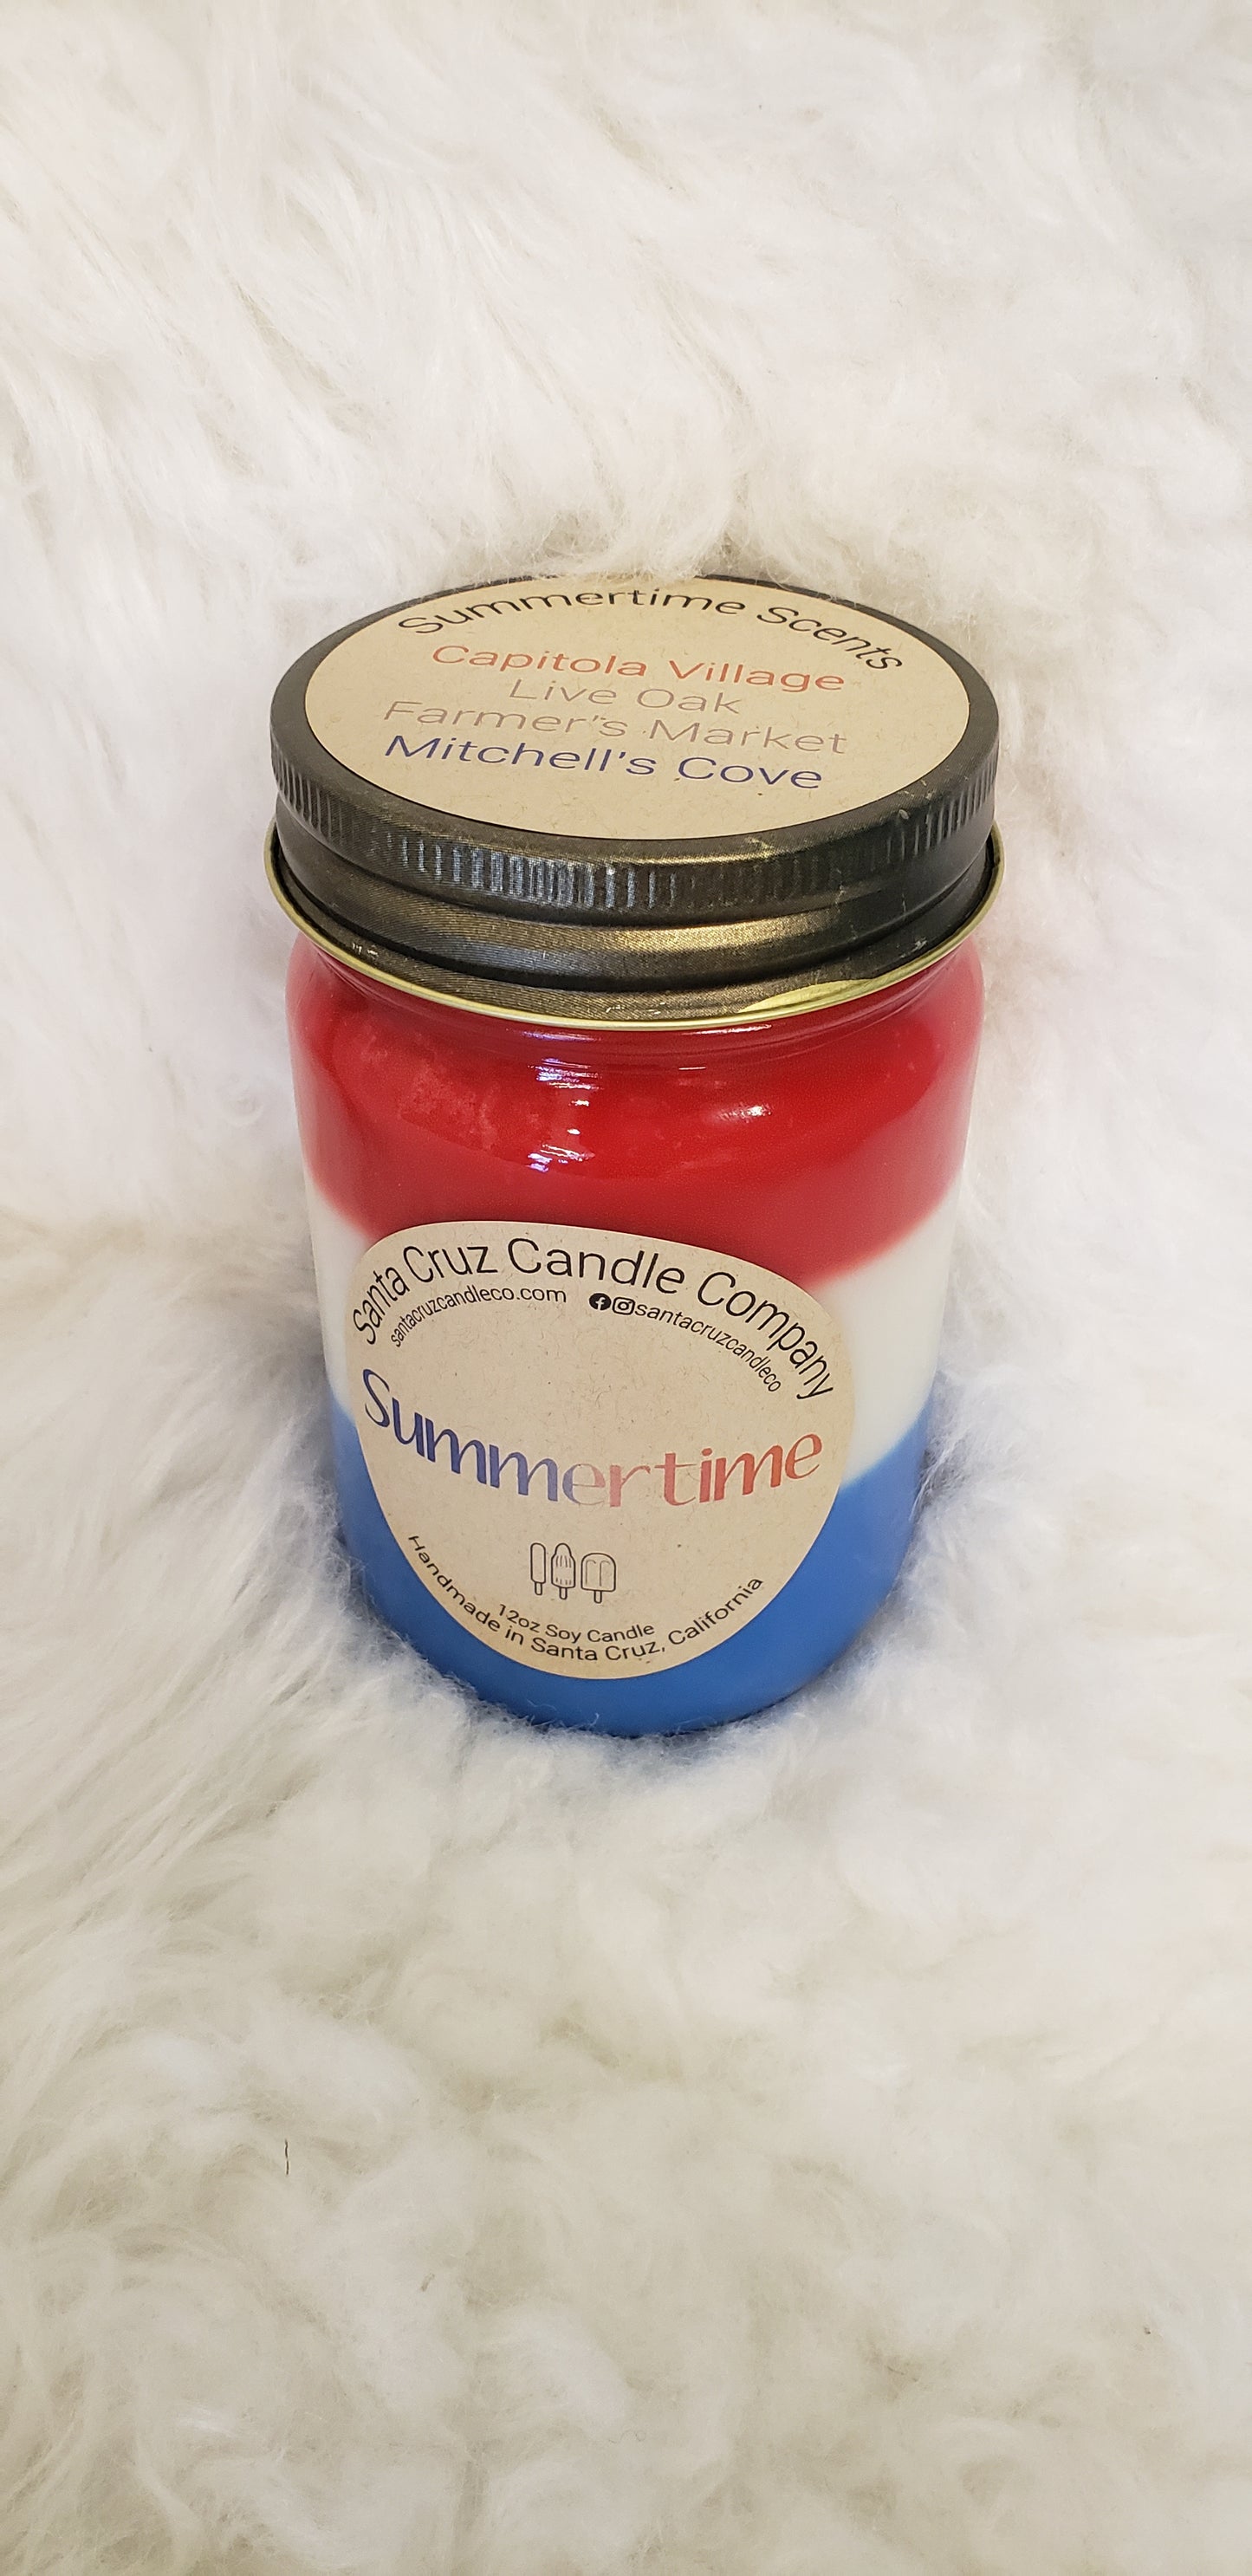 Summertime Scents
Capitola Village
Live Oak
Farmer's Market
Mitchell's Cove
Santa Cruz Candle Company
santacruzcandleco.com santacruzcandleco
Summertime
12oz Soy Candle
Handmade in Santa Cruz, California